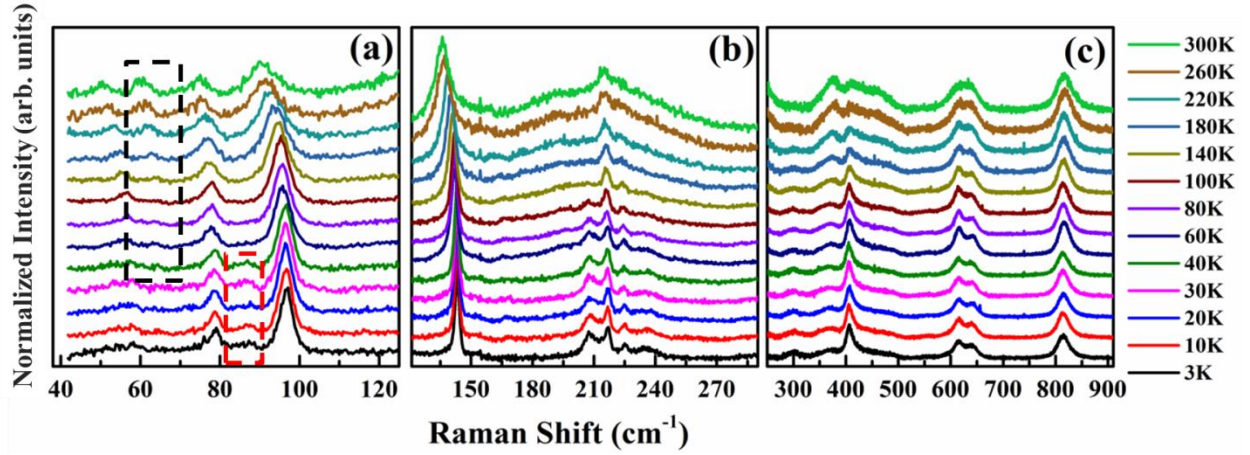 Normalized Intensity (arb. units)
(a)
(b)
(c)
40 60 80 100 120
150 180 210 240 270
300 400 500 600 700 800 900
Raman Shift (cm⁻¹)
300K
260K
220K
180K
140K
100K
80K
60K
40K
30K
20K
10K
3K